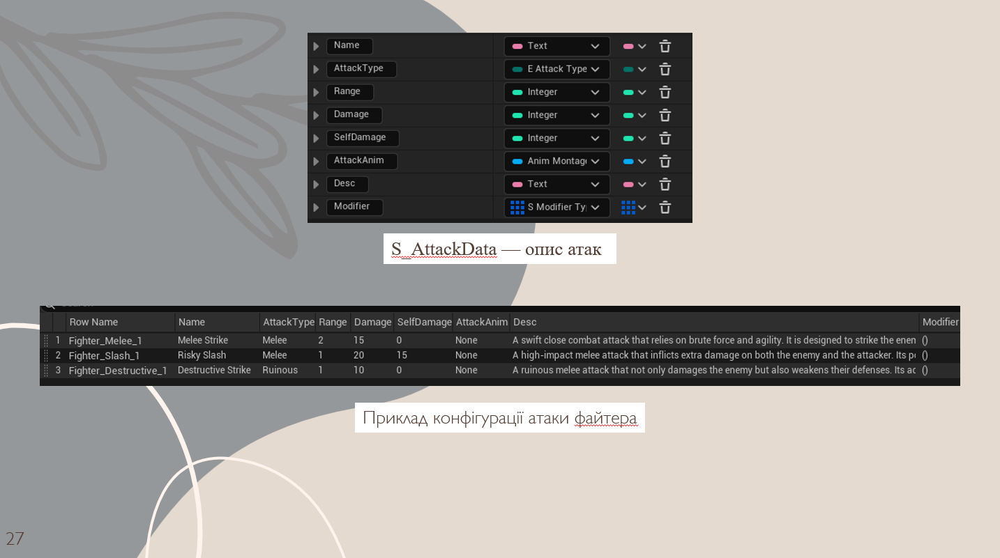 Name Text
AttackType E Attack Type
Range Integer
Damage Integer
SelfDamage Integer
AttackAnim Anim Montage
Desc Text
Modifier S Modifier Ty
S_AttackData — опис атак
Row Name Name AttackType Range Damage SelfDamage AttackAnim Desc Modifier
1 Fighter_Melee_1 Melee Strike Melee 2 15 0 None A swift close combat attack that relies on brute force and agility. It is designed to strike the enen ()
2 Fighter_Slash_1 Risky Slash Melee 1 20 15 None A high-impact melee attack that inflicts extra damage on both the enemy and the attacker. Its ()
3 Fighter_Destructive_1 Destructive Strike Ruinous 1 10 0 None A ruinous melee attack that not only damages the enemy but also weakens their defenses. Its ()
Приклад конфігурації атаки файтера
27